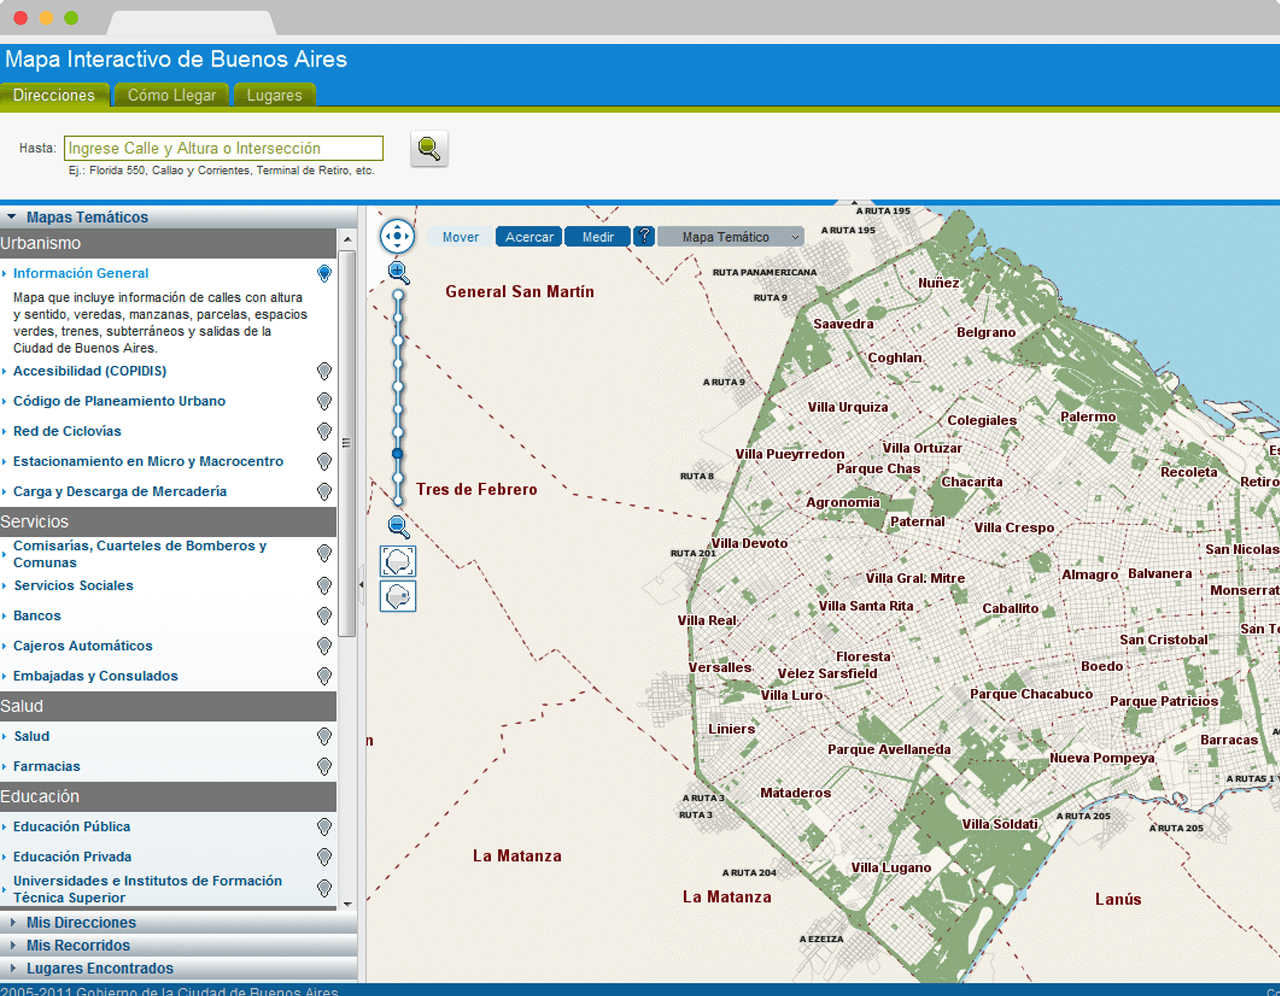 Mapa Interactivo de Buenos Aires
Direcciones
Cómo Llegar
Lugares
Hasta:
Ingrese Calle y Altura o Intersección
Ej.: Florida 550, Callao y Corrientes, Terminal de Retiro, etc.
Mapas Temáticos
Urbanismo
Información General
Mapa que incluye información de calles con altura
y sentido, veredas, manzanas, parcelas, espacios
verdes, trenes, subterráneos y salidas de la
Ciudad de Buenos Aires.
Accesibilidad (COPIDIS)
Código de Planeamiento Urbano
Red de Ciclovías
Estacionamiento en Micro y Macrocentro
Carga y Descarga de Mercadería
Servicios
Comisarías, Cuarteles de Bomberos y
Comunas
Servicios Sociales
Bancos
Cajeros Automáticos
Embajadas y Consulados
Salud
Salud
Farmacias
Educación
Educación Pública
Educación Privada
Universidades e Institutos de Formación
Técnica Superior
Mis Direcciones
Mis Recorridos
Lugares Encontrados
Mover
Acercar
Medir
?
Mapa Temático
A RUTA 195
A RUTA 195
RUTA PANAMERICANA
RUTA 9
Nuñez
General San Martín
Saavedra
Belgrano
Coghlan
A RUTA 9
Villa Urquiza
Colegiales
Palermo
Villa Ortuzar
Villa Pueyrredon
Parque Chas
Recoleta
RUTA 8
Chacarita
Retiro
Tres de Febrero
Agronomia
Paternal
Villa Crespo
Villa Devoto
RUTA 201
San Nicolas
Villa Gral. Mitre
Almagro
Balvanera
Monserrat
Villa Santa Rita
Caballito
Villa Real
San Te
San Cristobal
Floresta
Versalles
Vélez Sarsfield
Boedo
Villa Luro
Parque Chacabuco
Parque Patricios
Liniers
Barracas
Parque Avellaneda
Nueva Pompeya
A RUTAS 1 Y
Mataderos
A RUTA 3
RUTA 3
Villa Soldati
A RUTA 205
A RUTA 205
La Matanza
Villa Lugano
A RUTA 204
La Matanza
Lanús
A EZEIZA
2005-2011 Gobierno de la Ciudad de Buenos Aires